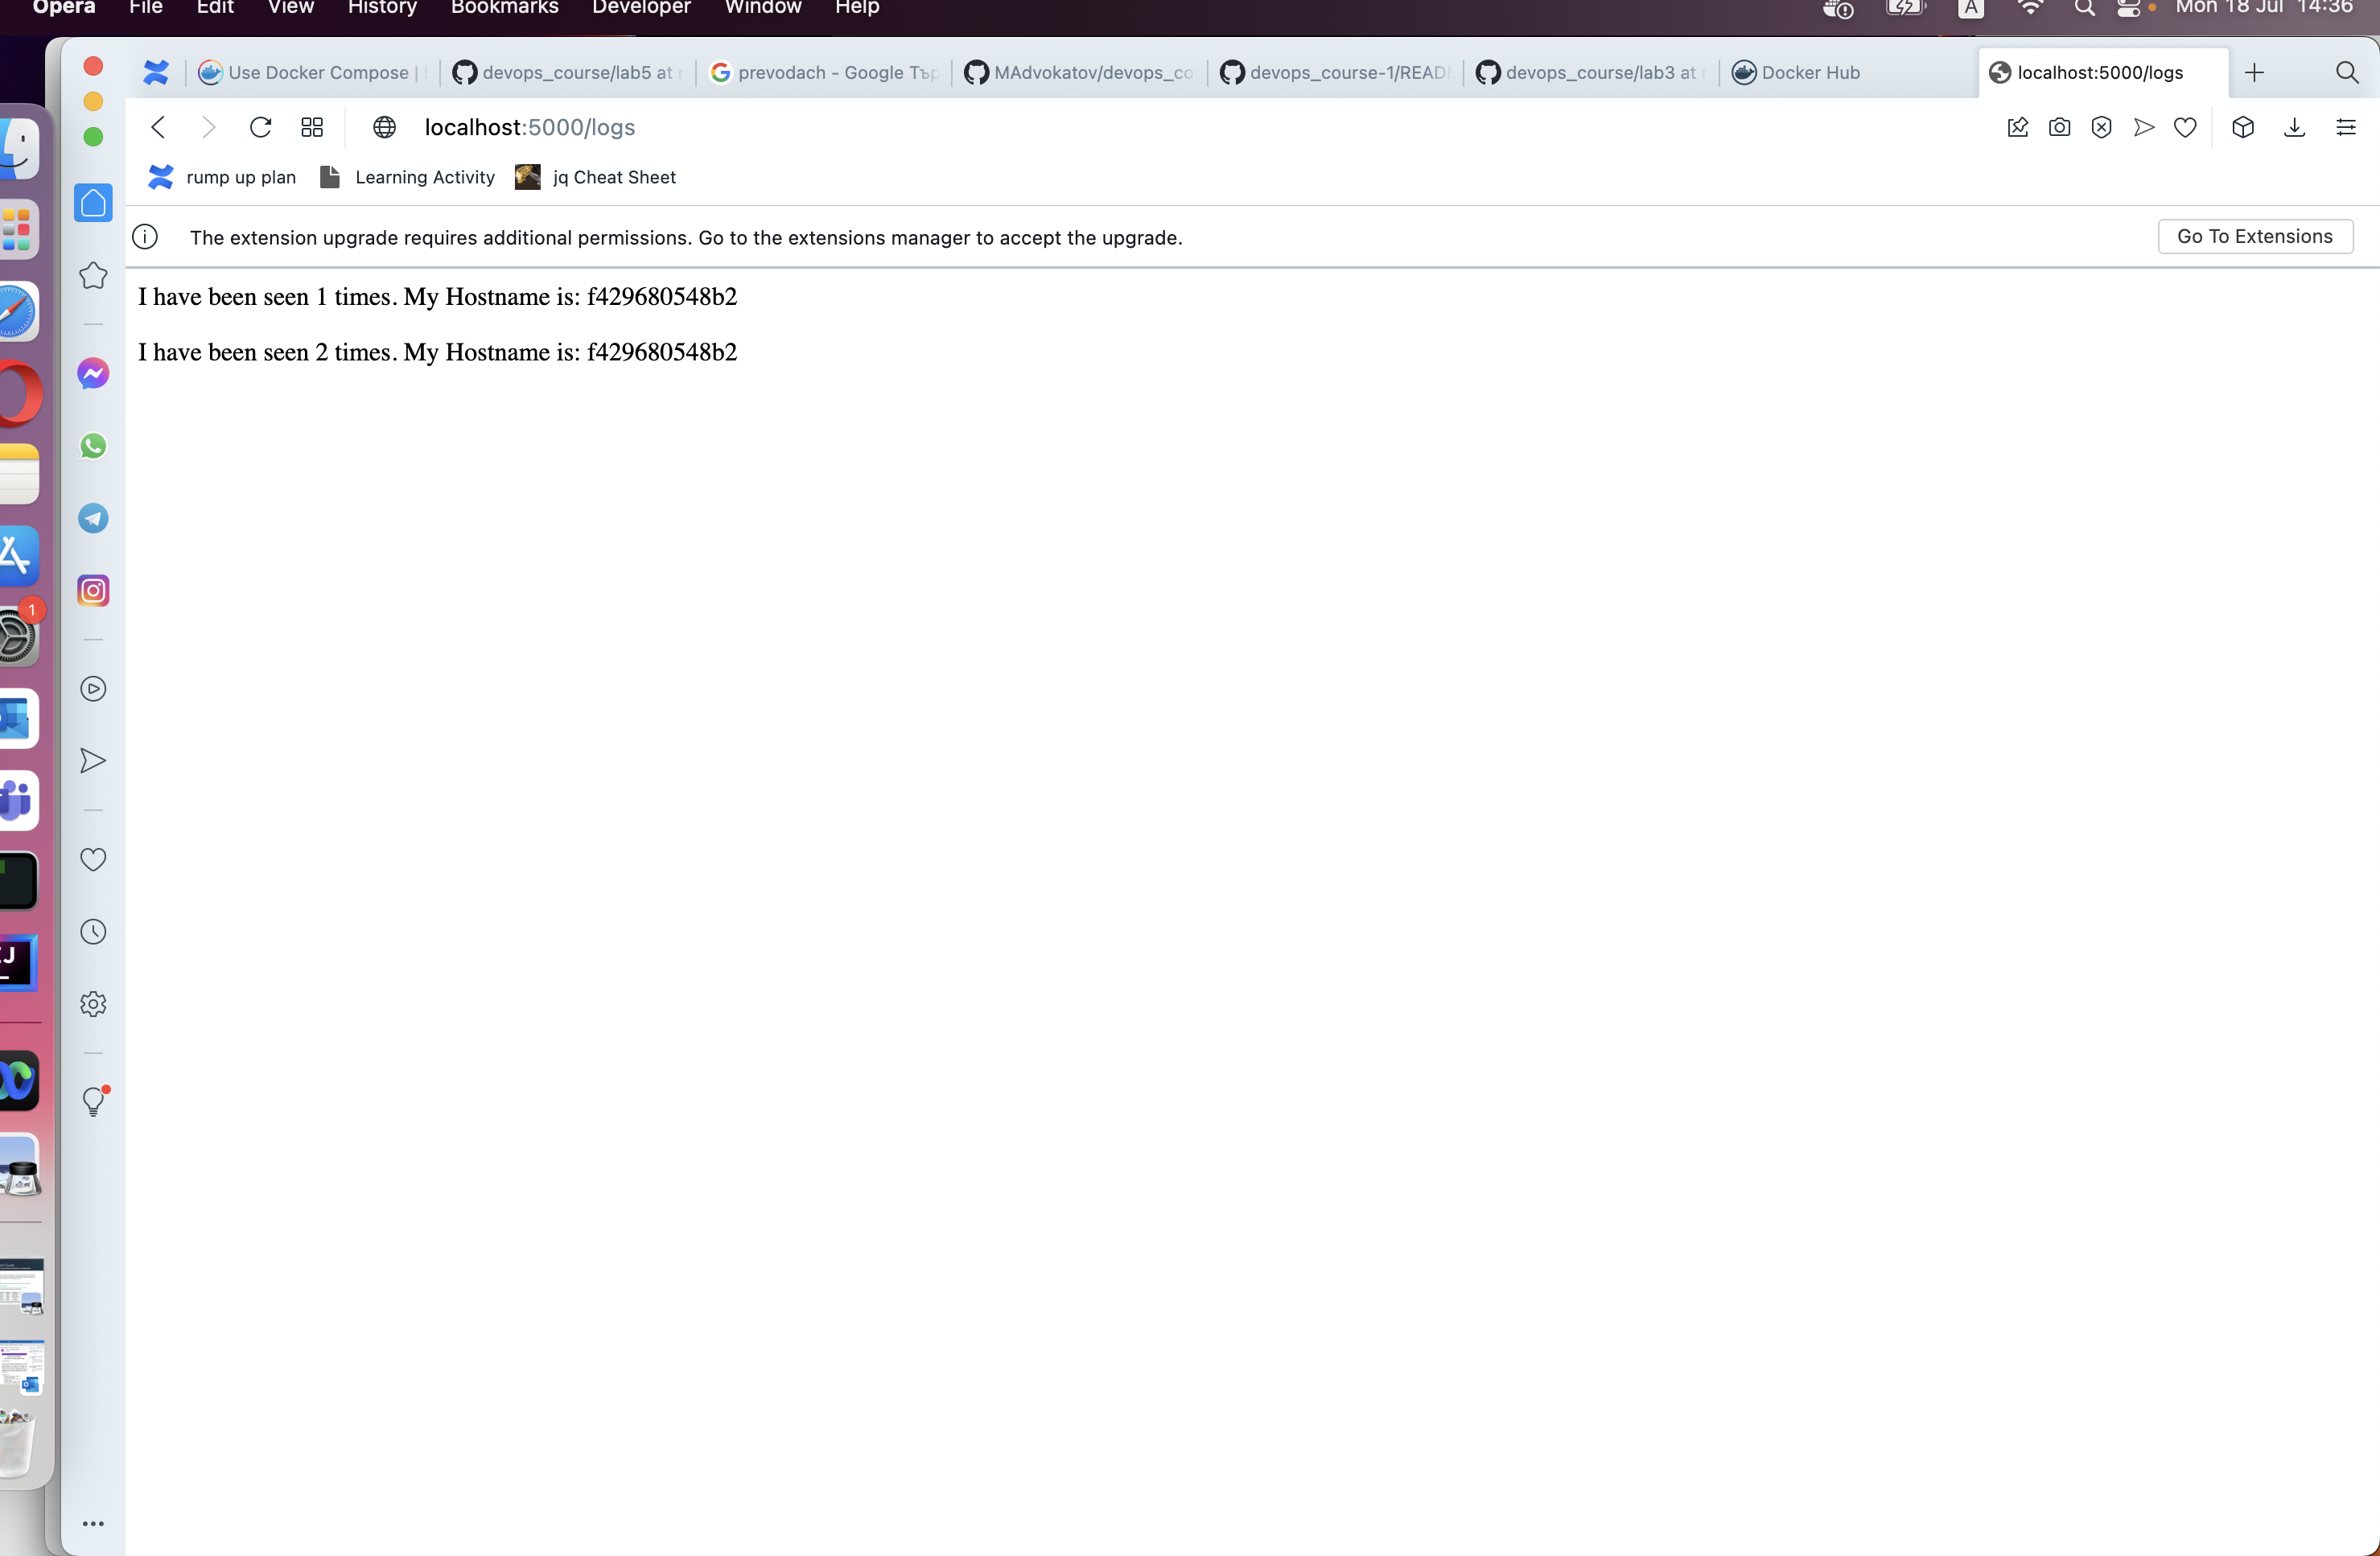 Opera File Edit View History Bookmarks Developer Window Help A Mon 18 Jul 14:36
Use Docker Compose | devops_course/lab5 at prevodach - Google Тър MAdvokatov/devops_co devops_course-1/READ devops_course/lab3 at Docker Hub localhost:5000/logs
localhost:5000/logs
rump up plan Learning Activity jq Cheat Sheet
The extension upgrade requires additional permissions. Go to the extensions manager to accept the upgrade. Go To Extensions
I have been seen 1 times. My Hostname is: f429680548b2
I have been seen 2 times. My Hostname is: f429680548b2
1